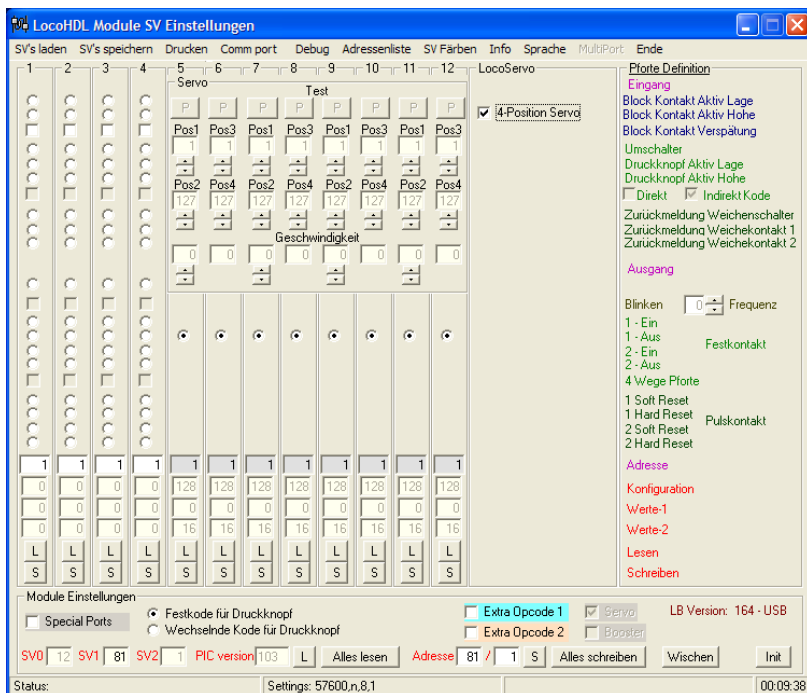 LocoHDL Module SV Einstellungen
SV's laden SV's speichern Drucken Comm port Debug Adressenliste SV Färben Info Sprache MultiPort Ende
1 2 3 4 5 6 7 8 9 10 11 12 LocoServo Pforte Definition
Servo
Test
P P P P P P P P
Pos1 Pos3 Pos1 Pos3 Pos1 Pos3 Pos1 Pos3
1 1 1 1 1 1 1 1
Pos2 Pos4 Pos2 Pos4 Pos2 Pos4 Pos2 Pos4
127 127 127 127 127 127 127 127
Geschwindigkeit
0 0 0 0 0 0 0 0
4-Position Servo
Eingang
Block Kontakt Aktiv Lage
Block Kontakt Aktiv Hohe
Block Kontakt Verspätung
Umschalter
Druckknopf Aktiv Lage
Druckknopf Aktiv Hohe
Direkt Indirekt Kode
Zurückmeldung Weichenschalter
Zurückmeldung Weichekontakt 1
Zurückmeldung Weichekontakt 2
Ausgang
Blinken 0 Frequenz
1 - Ein
1 - Aus
2 - Ein
2 - Aus
Festkontakt
4 Wege Pforte
1 Soft Reset
1 Hard Reset
2 Soft Reset
2 Hard Reset
Pulskontakt
1 1 1 1 1 1 1 1 1 1 1 1 Adresse
0 0 0 0 128 128 128 128 128 128 128 128 Konfiguration
0 0 0 0 0 0 0 0 0 0 0 0 Werte-1
0 0 0 0 16 16 16 16 16 16 16 16 Werte-2
L L L L L L L L L L L L Lesen
S S S S S S S S S S S S Schreiben
Module Einstellungen
Special Ports
Festkode für Druckknopf
Wechselnde Kode für Druckknopf
Extra Opcode 1 Servo LB Version: 164 - USB
Extra Opcode 2 Booster
SV0 12 SV1 81 SV2 1 PIC version 103 L Alles lesen Adresse 81 / 1 S Alles schreiben Wischen Init
Status: Settings: 57600,n,8,1 00:09:38